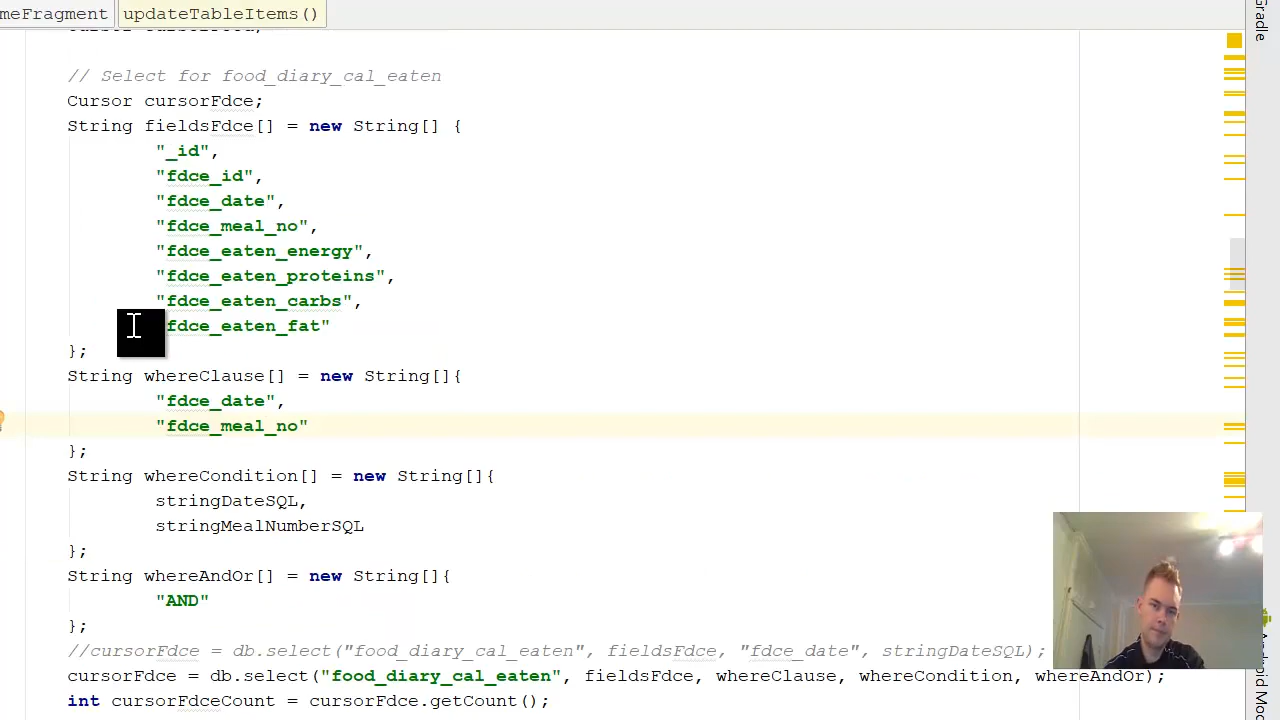 meFragment updateTableItems()
Gradle
// Select for food_diary_cal_eaten
Cursor cursorFdce;
String fieldsFdce[] = new String[] {
"_id",
"fdce_id",
"fdce_date",
"fdce_meal_no",
"fdce_eaten_energy",
"fdce_eaten_proteins",
"fdce_eaten_carbs",
fdce_eaten_fat"
};
String whereClause[] = new String[]{
"fdce_date",
"fdce_meal_no"
};
String whereCondition[] = new String[]{
stringDateSQL,
stringMealNumberSQL
};
String whereAndOr[] = new String[]{
"AND"
};
//cursorFdce = db.select("food_diary_cal_eaten", fieldsFdce, "fdce_date", stringDateSQL);
cursorFdce = db.select("food_diary_cal_eaten", fieldsFdce, whereClause, whereCondition, whereAndOr);
int cursorFdceCount = cursorFdce.getCount();